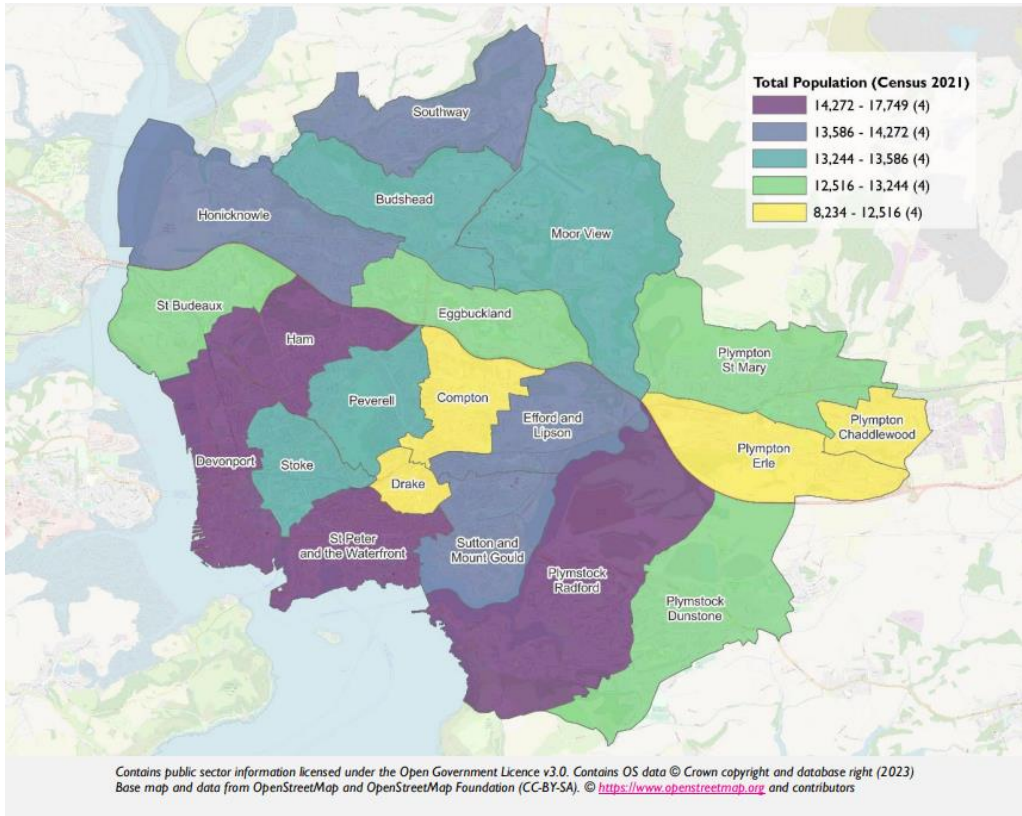 Total Population (Census 2021)
14,272 - 17,749 (4)
13,586 - 14,272 (4)
13,244 - 13,586 (4)
12,516 - 13,244 (4)
8,234 - 12,516 (4)
Southway
Budshead
Honicknowle
Moor View
St Budeaux
Eggbuckland
Ham
Plympton
St Mary
Peverell
Compton
Efford and
Lipson
Plympton
Chaddlewood
Plympton
Erle
Devonport
Stoke
Drake
St Peter
and the Waterfront
Sutton and
Mount Gould
Plymstock
Radford
Plymstock
Dunstone
Contains public sector information licensed under the Open Government Licence v3.0. Contains OS data © Crown copyright and database right (2023)
Base map and data from OpenStreetMap and OpenStreetMap Foundation (CC-BY-SA). © https://www.openstreetmap.org and contributors